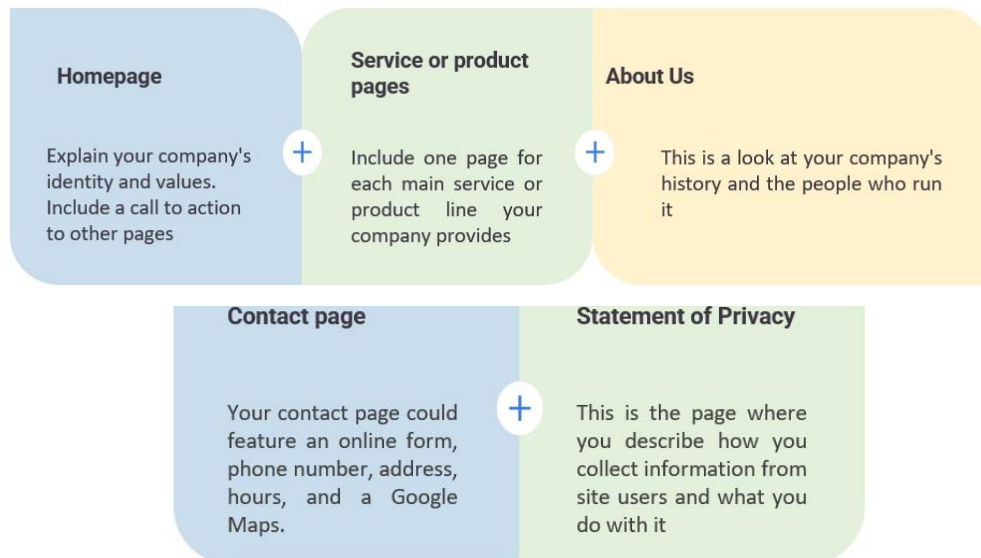 Homepage
Explain your company's
identity and values.
Include a call to action
to other pages
Service or product
pages
Include one page for
each main service or
product line your
company provides
About Us
This is a look at your company's
history and the people who run
it
Contact page
Your contact page could
feature an online form,
phone number, address,
hours, and a Google
Maps.
Statement of Privacy
This is the page where
you describe how you
collect information from
site users and what you
do with it